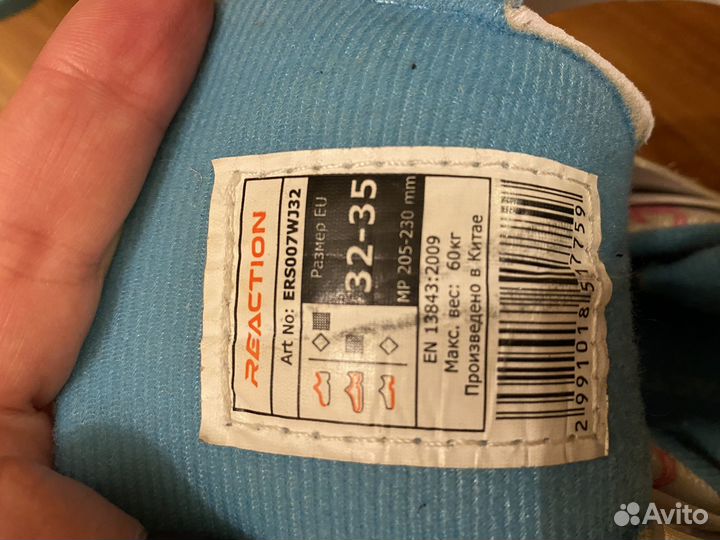 REACTION
Art No: ERS007WJ32
Размер EU
32-35
MP 205-230 mm
EN 13843:2009
Макс. вес: 60кг
Произведено в Китае
2991018517759
Avito